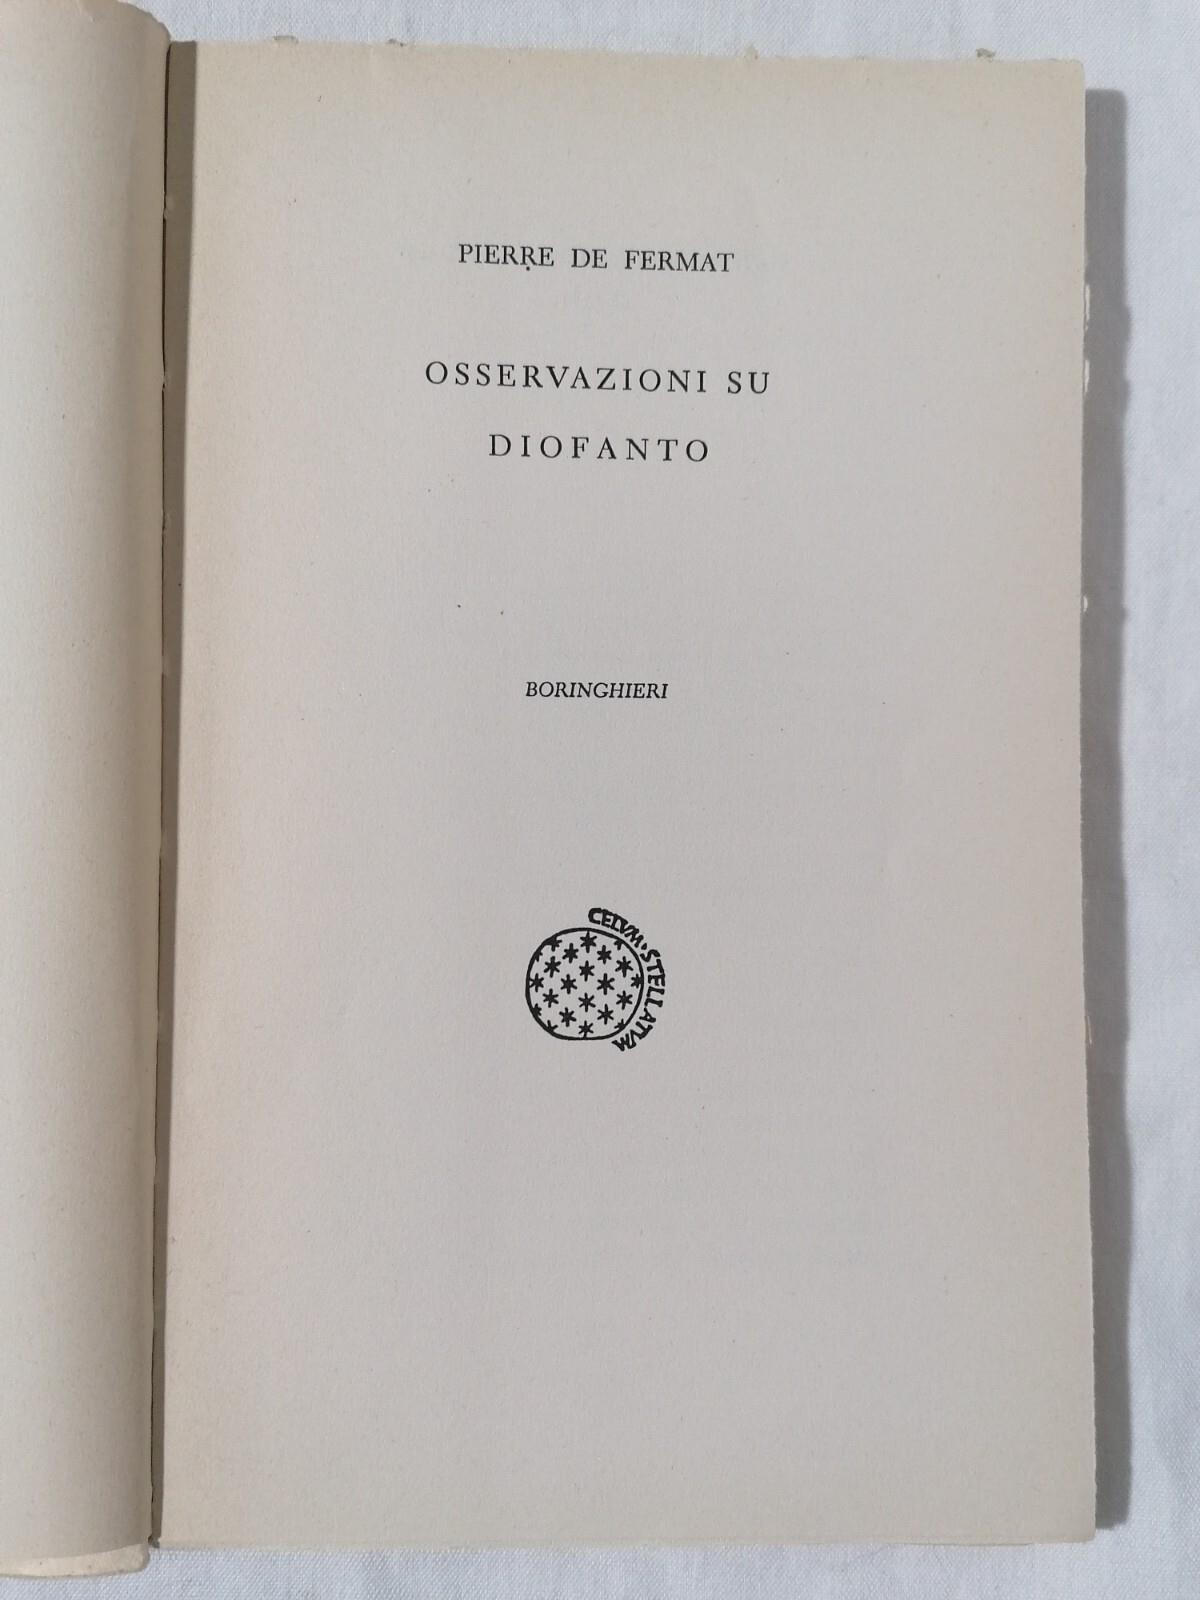 PIERRE DE FERMAT
OSSERVAZIONI SU
DIOFANTO
BORINGHIERI
CELVM·STELLATVM